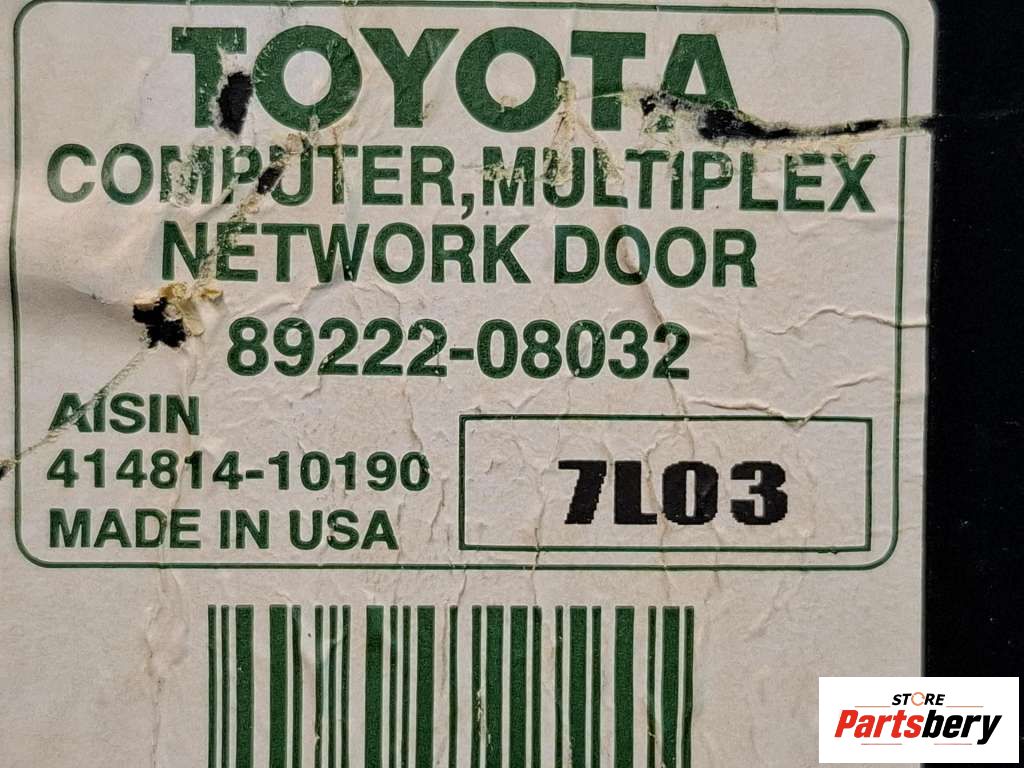 TOYOTA
COMPUTER,MULTIPLEX
NETWORK DOOR
89222-08032
AISIN
414814-10190
MADE IN USA
7L03
STORE
Partsbery